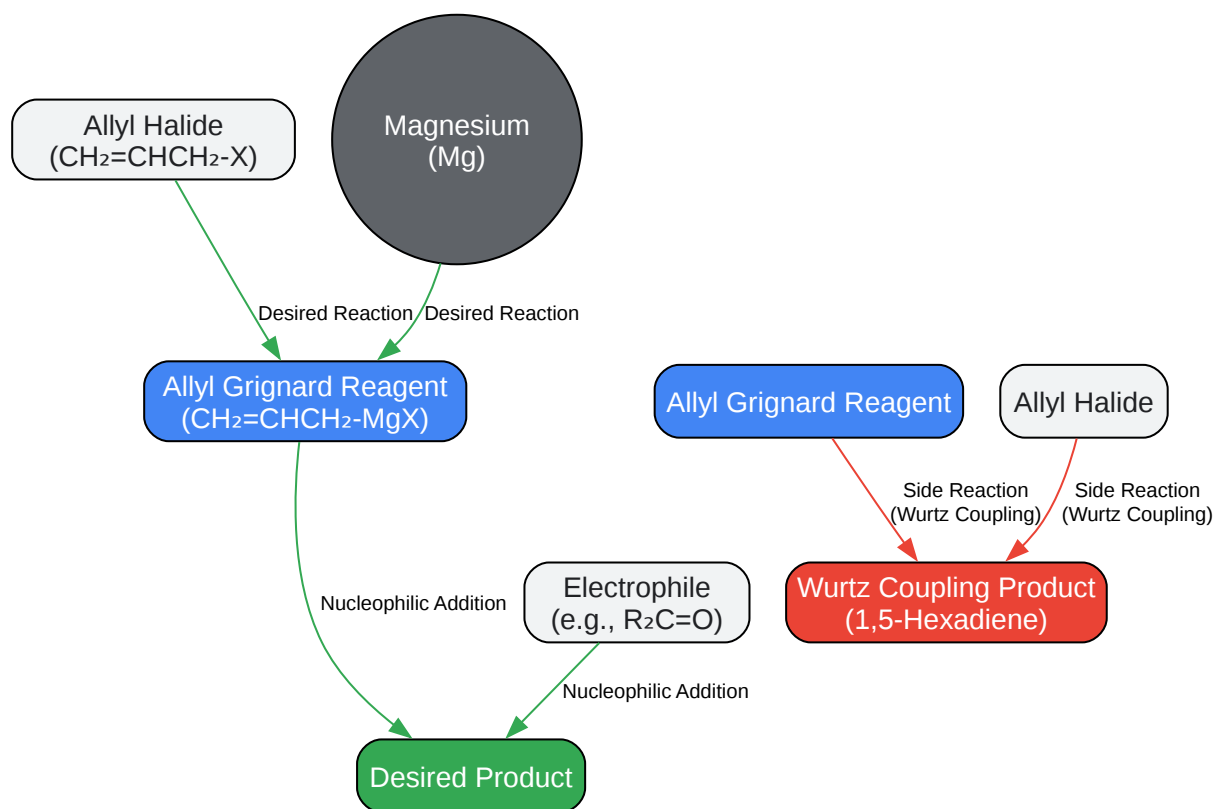 Allyl Halide
(CH₂=CHCH₂-X)
Magnesium
(Mg)
Desired Reaction
Desired Reaction
Allyl Grignard Reagent
(CH₂=CHCH₂-MgX)
Allyl Grignard Reagent
Allyl Halide
Side Reaction
(Wurtz Coupling)
Side Reaction
(Wurtz Coupling)
Nucleophilic Addition
Electrophile
(e.g., R₂C=O)
Wurtz Coupling Product
(1,5-Hexadiene)
Nucleophilic Addition
Desired Product